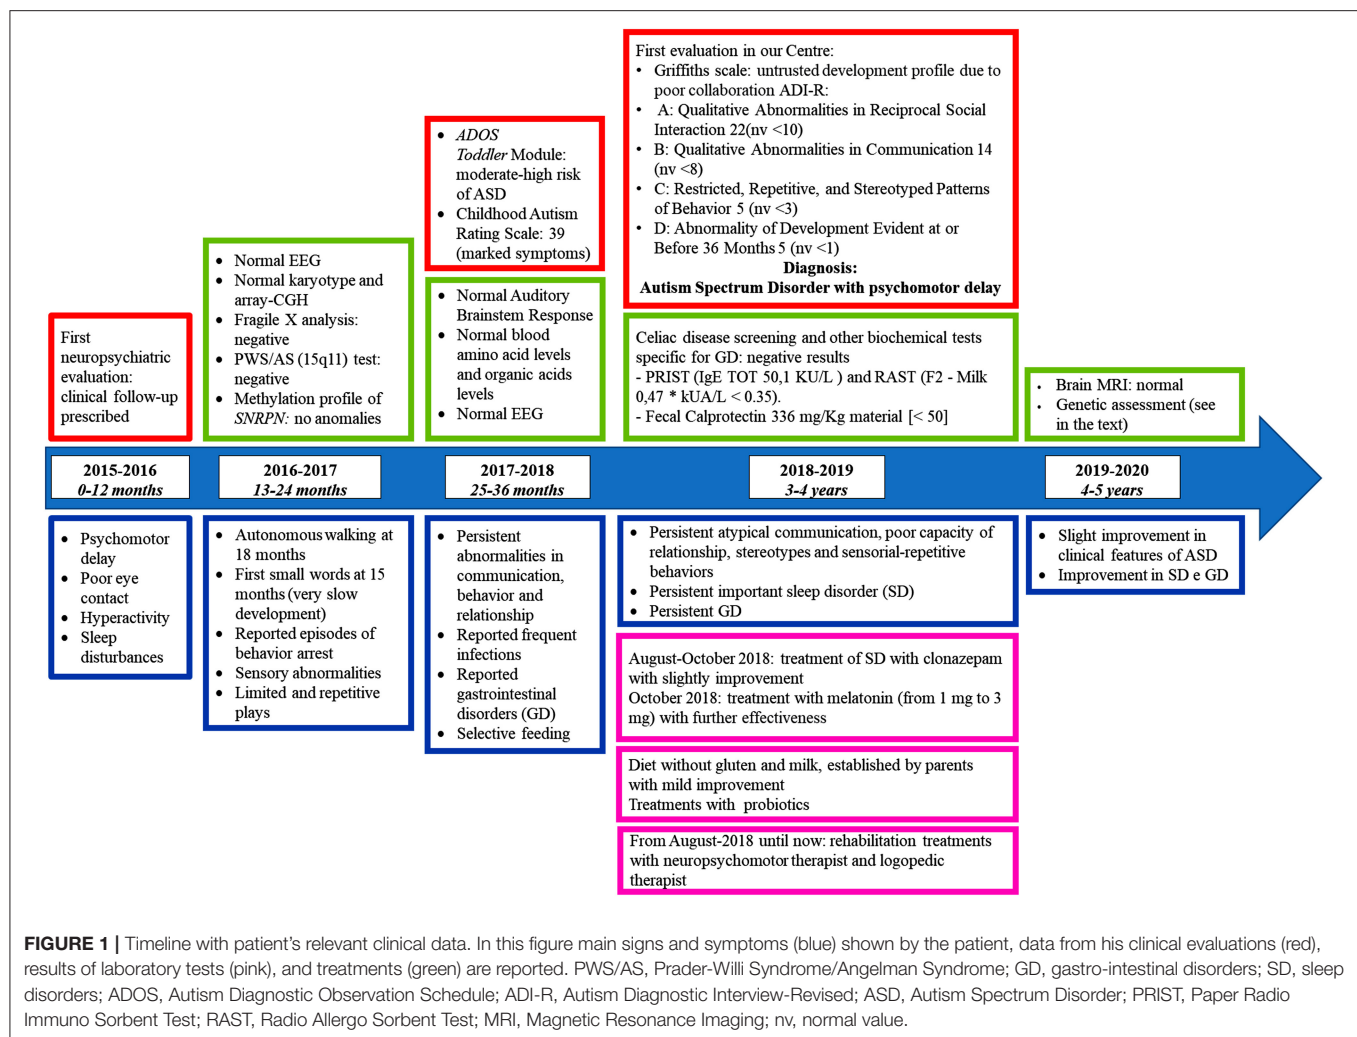 First evaluation in our Centre:
• Griffiths scale: untrusted development profile due to
poor collaboration ADI-R:
• A: Qualitative Abnormalities in Reciprocal Social
Interaction 22(nv <10)
• B: Qualitative Abnormalities in Communication 14
(nv <8)
• C: Restricted, Repetitive, and Stereotyped Patterns
of Behavior 5 (nv <3)
• D: Abnormality of Development Evident at or
Before 36 Months 5 (nv <1)
Diagnosis:
Autism Spectrum Disorder with psychomotor delay
• ADOS
Toddler Module:
moderate-high risk
of ASD
• Childhood Autism
Rating Scale: 39
(marked symptoms)
First
neuropsychiatric
evaluation:
clinical follow-up
prescribed
• Normal EEG
• Normal karyotype and
array-CGH
• Fragile X analysis:
negative
• PWS/AS (15q11) test:
negative
• Methylation profile of
SNRPN: no anomalies
• Normal Auditory
Brainstem Response
• Normal blood
amino acid levels
and organic acids
levels
• Normal EEG
Celiac disease screening and other biochemical tests
specific for GD: negative results
- PRIST (IgE TOT 50,1 KU/L ) and RAST (F2 - Milk
0,47 * kUA/L < 0.35).
- Fecal Calprotectin 336 mg/Kg material [< 50]
• Brain MRI: normal
• Genetic assessment (see
in the text)
2015-2016
0-12 months
2016-2017
13-24 months
2017-2018
25-36 months
2018-2019
3-4 years
2019-2020
4-5 years
• Psychomotor
delay
• Poor eye
contact
• Hyperactivity
• Sleep
disturbances
• Autonomous walking at
18 months
• First small words at 15
months (very slow
development)
• Reported episodes of
behavior arrest
• Sensory abnormalities
• Limited and repetitive
plays
• Persistent
abnormalities in
communication,
behavior and
relationship
• Reported frequent
infections
• Reported
gastrointestinal
disorders (GD)
• Selective feeding
• Persistent atypical communication, poor capacity of
relationship, stereotypes and sensorial-repetitive
behaviors
• Persistent important sleep disorder (SD)
• Persistent GD
• Slight improvement in
clinical features of ASD
• Improvement in SD e GD
August-October 2018: treatment of SD with clonazepam
with slightly improvement
October 2018: treatment with melatonin (from 1 mg to 3
mg) with further effectiveness
Diet without gluten and milk, established by parents
with mild improvement
Treatments with probiotics
From August-2018 until now: rehabilitation treatments
with neuropsychomotor therapist and logopedic
therapist
FIGURE 1 | Timeline with patient's relevant clinical data. In this figure main signs and symptoms (blue) shown by the patient, data from his clinical evaluations (red),
results of laboratory tests (pink), and treatments (green) are reported. PWS/AS, Prader-Willi Syndrome/Angelman Syndrome; GD, gastro-intestinal disorders; SD, sleep
disorders; ADOS, Autism Diagnostic Observation Schedule; ADI-R, Autism Diagnostic Interview-Revised; ASD, Autism Spectrum Disorder; PRIST, Paper Radio
Immuno Sorbent Test; RAST, Radio Allergo Sorbent Test; MRI, Magnetic Resonance Imaging; nv, normal value.